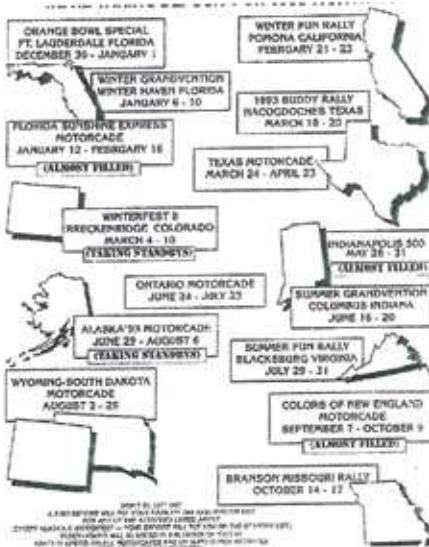 ORANGE BOWL SPECIAL
FT. LAUDERDALE FLORIDA
DECEMBER 30 - JANUARY 1
WINTER GRANDVENTION
WINTER HAVEN FLORIDA
JANUARY 6 - 10
FLORIDA SUNSHINE EXPRESS
MOTORCADE
JANUARY 12 - FEBRUARY 16
(ALMOST FILLED)
WINTERFEST
BRECKENRIDGE COLORADO
MARCH 4 - 10
(TAKING STANDBYS)
ONTARIO MOTORCADE
JUNE 24 - JULY 23
ALASKA'93 MOTORCADE
JUNE 29 - AUGUST 6
(TAKING STANDBYS)
WYOMING-SOUTH DAKOTA
MOTORCADE
AUGUST 2 - 25
WINTER FUN RALLY
POMONA CALIFORNIA
FEBRUARY 21 - 23
1993 BUDDY RALLY
NACOGDOCHES TEXAS
MARCH 18 - 20
TEXAS MOTORCADE
MARCH 24 - APRIL 23
INDIANAPOLIS 500
MAY 26 - 31
(ALMOST FILLED)
SUMMER GRANDVENTION
COLUMBUS INDIANA
JUNE 16 - 20
SUMMER FUN RALLY
BLACKSBURG VIRGINIA
JULY 29 - 31
COLORS OF NEW ENGLAND
MOTORCADE
SEPTEMBER 7 - OCTOBER 9
(ALMOST FILLED)
BRANSON MISSOURI RALLY
OCTOBER 14 - 17